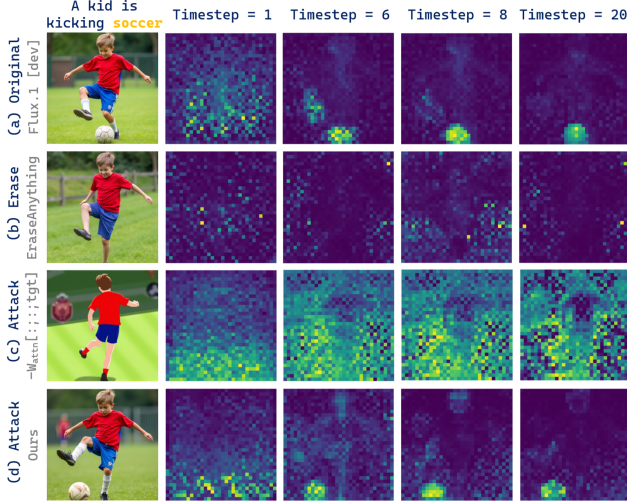 A kid is
kicking soccer
Timestep = 1
Timestep = 6
Timestep = 8
Timestep = 20
(a) Original
Flux.1 [dev]
(b) Erase
EraseAnything
(c) Attack
−Wattn[:,:,tgt]
(d) Attack
Ours